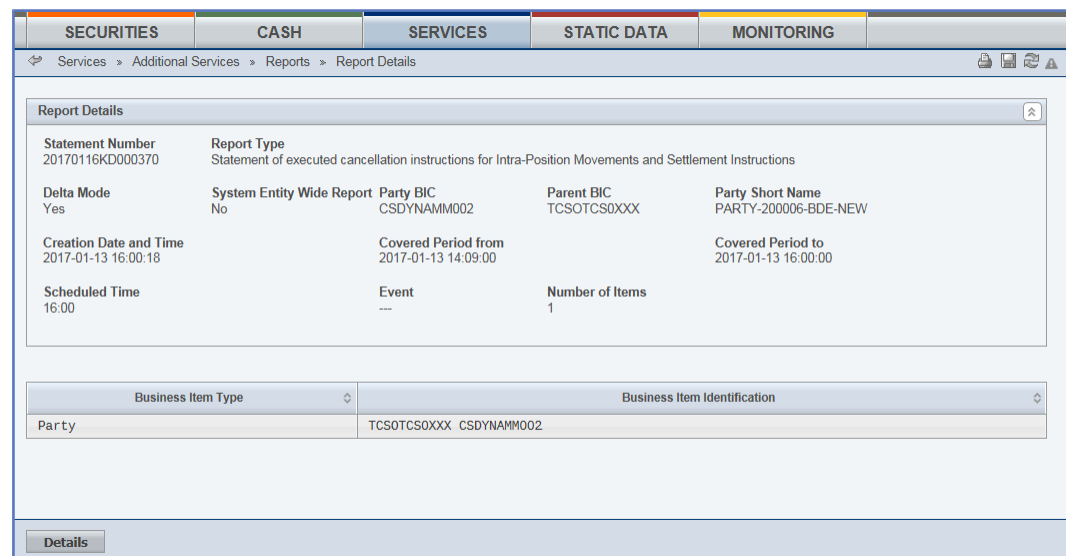 SECURITIES CASH SERVICES STATIC DATA MONITORING
Services » Additional Services » Reports » Report Details
Report Details
Statement Number Report Type
20170116KD000370 Statement of executed cancellation instructions for Intra-Position Movements and Settlement Instructions
Delta Mode System Entity Wide Report Party BIC Parent BIC Party Short Name
Yes No CSDYNAMM002 TCSOTCS0XXX PARTY-200006-BDE-NEW
Creation Date and Time Covered Period from Covered Period to
2017-01-13 16:00:18 2017-01-13 14:09:00 2017-01-13 16:00:00
Scheduled Time Event Number of Items
16:00 --- 1
Business Item Type Business Item Identification
Party TCSOTCS0XXX CSDYNAMM002
Details